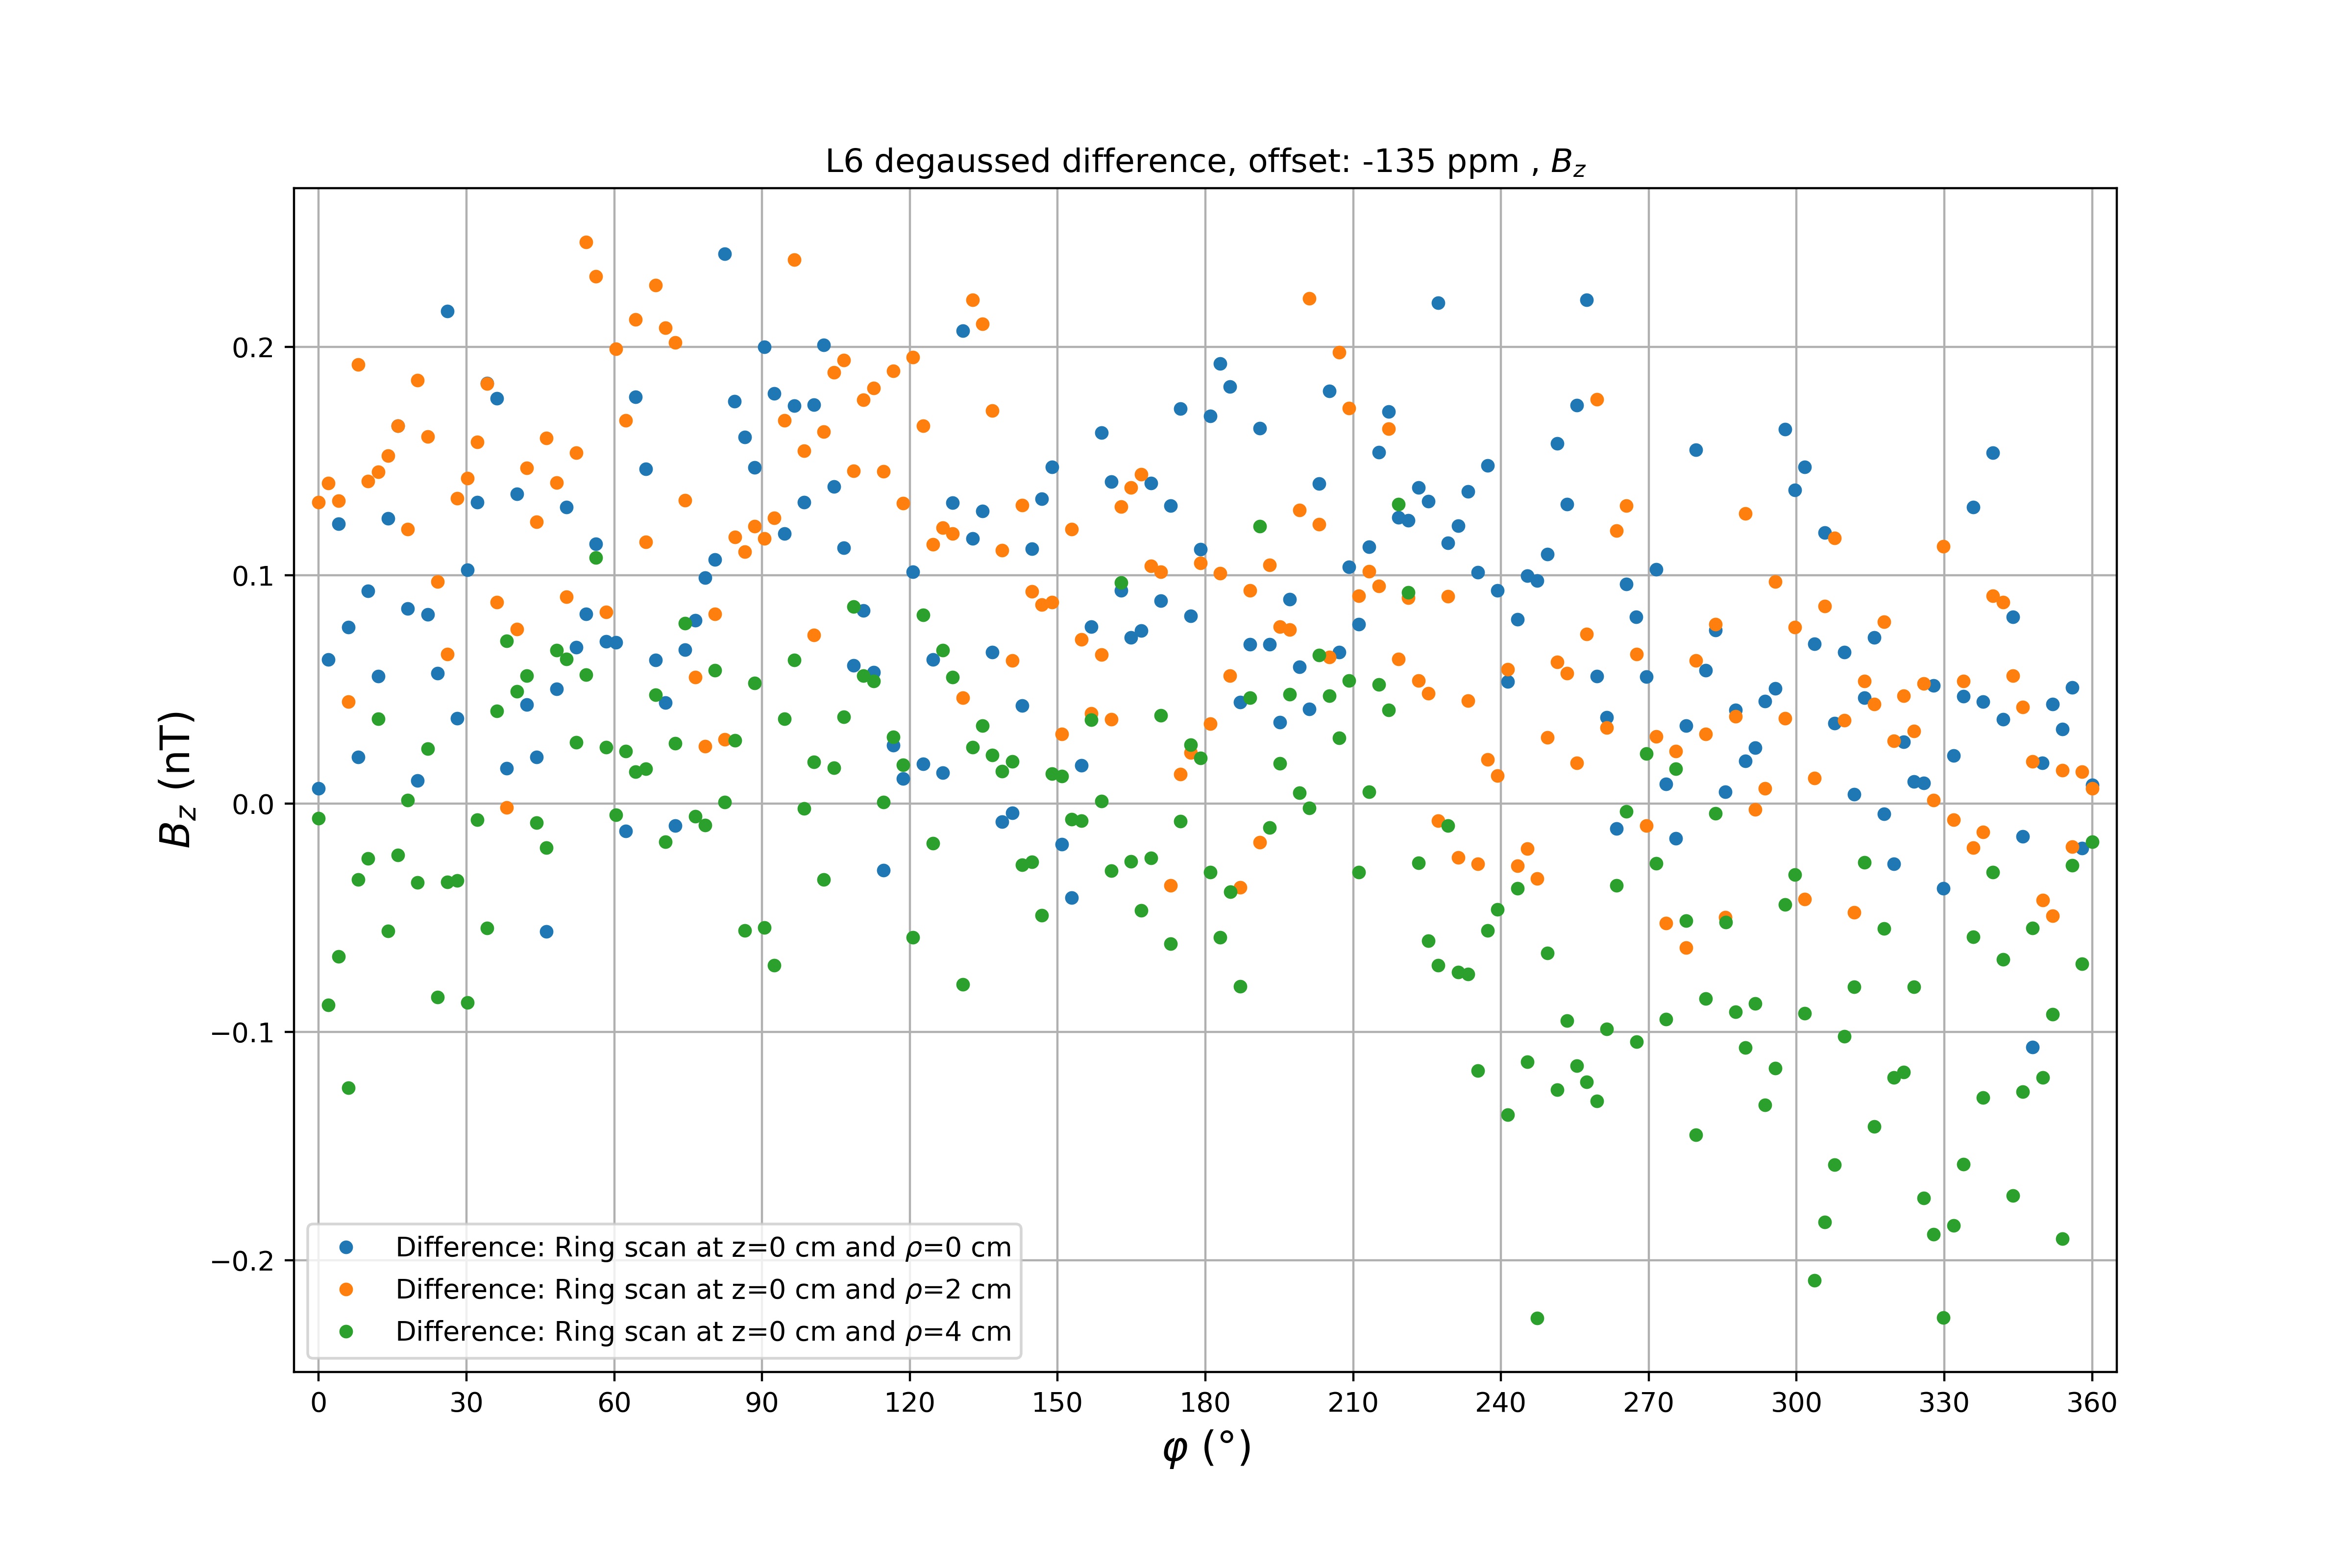 L6 degaussed difference, offset: -135 ppm , B_z
B_z (nT)
0.2
0.1
0.0
−0.1
−0.2
Difference: Ring scan at z=0 cm and ρ=0 cm
Difference: Ring scan at z=0 cm and ρ=2 cm
Difference: Ring scan at z=0 cm and ρ=4 cm
0 30 60 90 120 150 180 210 240 270 300 330 360
φ (°)